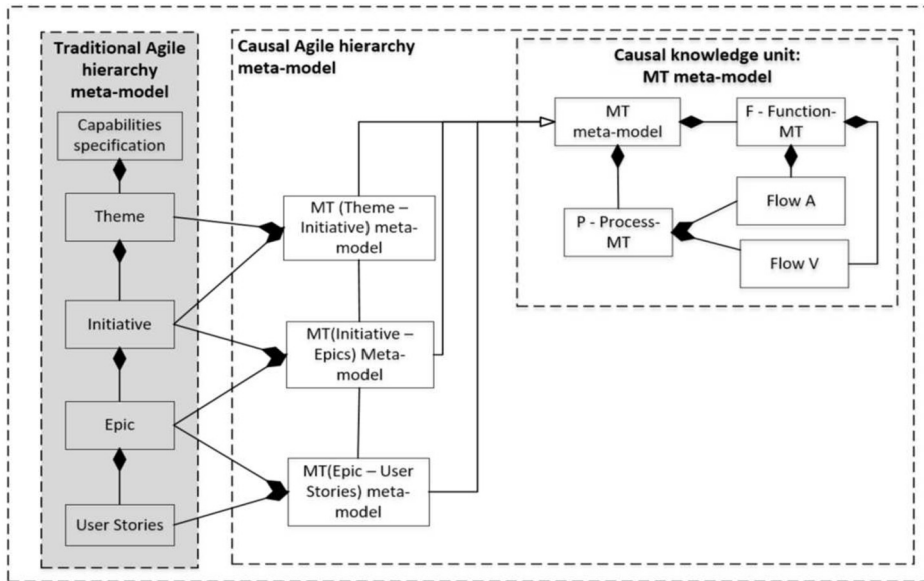 Traditional Agile
hierarchy
meta-model
Capabilities
specification
Theme
Initiative
Epic
User Stories
Causal Agile hierarchy
meta-model
MT (Theme –
Initiative) meta-
model
MT(Initiative –
Epics) Meta-
model
MT(Epic – User
Stories) meta-
model
Causal knowledge unit:
MT meta-model
MT
meta-model
F - Function-
MT
P - Process-
MT
Flow A
Flow V